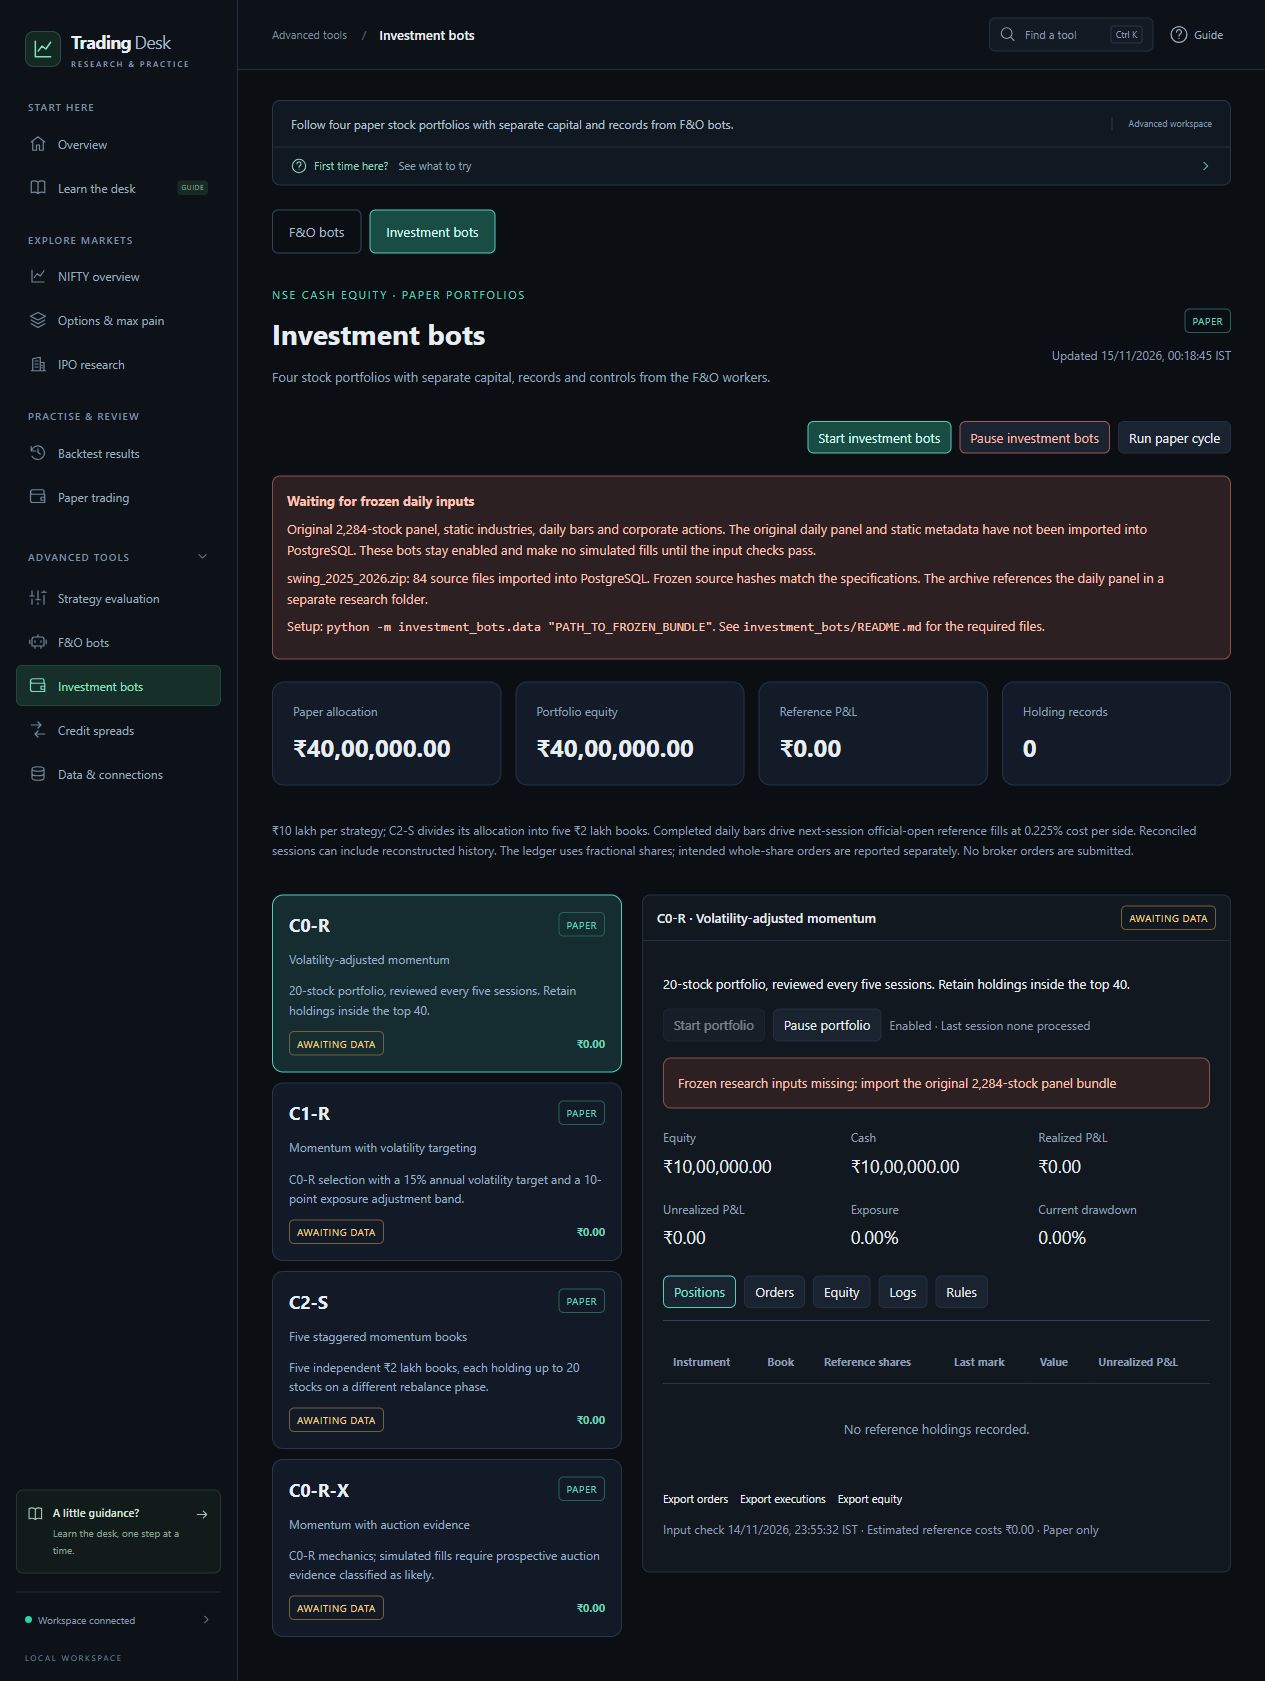 Trading Desk
RESEARCH & PRACTICE
START HERE
Overview
Learn the desk
GUIDE
EXPLORE MARKETS
NIFTY overview
Options & max pain
IPO research
PRACTISE & REVIEW
Backtest results
Paper trading
ADVANCED TOOLS
Strategy evaluation
F&O bots
Investment bots
Credit spreads
Data & connections
A little guidance?
Learn the desk, one step at a
time.
Workspace connected
LOCAL WORKSPACE
Advanced tools / Investment bots
Find a tool
Ctrl K
Guide
Follow four paper stock portfolios with separate capital and records from F&O bots.
Advanced workspace
First time here? See what to try
F&O bots
Investment bots
NSE CASH EQUITY · PAPER PORTFOLIOS
Investment bots
PAPER
Updated 15/11/2026, 00:18:45 IST
Four stock portfolios with separate capital, records and controls from the F&O workers.
Start investment bots
Pause investment bots
Run paper cycle
Waiting for frozen daily inputs
Original 2,284-stock panel, static industries, daily bars and corporate actions. The original daily panel and static metadata have not been imported into
PostgreSQL. These bots stay enabled and make no simulated fills until the input checks pass.
swing_2025_2026.zip: 84 source files imported into PostgreSQL. Frozen source hashes match the specifications. The archive references the daily panel in a
separate research folder.
Setup: python -m investment_bots.data "PATH_TO_FROZEN_BUNDLE". See investment_bots/README.md for the required files.
Paper allocation
₹40,00,000.00
Portfolio equity
₹40,00,000.00
Reference P&L
₹0.00
Holding records
0
₹10 lakh per strategy; C2-S divides its allocation into five ₹2 lakh books. Completed daily bars drive next-session official-open reference fills at 0.225% cost per side. Reconciled
sessions can include reconstructed history. The ledger uses fractional shares; intended whole-share orders are reported separately. No broker orders are submitted.
C0-R
PAPER
Volatility-adjusted momentum
20-stock portfolio, reviewed every five sessions. Retain
holdings inside the top 40.
AWAITING DATA
₹0.00
C1-R
PAPER
Momentum with volatility targeting
C0-R selection with a 15% annual volatility target and a 10-
point exposure adjustment band.
AWAITING DATA
₹0.00
C2-S
PAPER
Five staggered momentum books
Five independent ₹2 lakh books, each holding up to 20
stocks on a different rebalance phase.
AWAITING DATA
₹0.00
C0-R-X
PAPER
Momentum with auction evidence
C0-R mechanics; simulated fills require prospective auction
evidence classified as likely.
AWAITING DATA
₹0.00
C0-R · Volatility-adjusted momentum
AWAITING DATA
20-stock portfolio, reviewed every five sessions. Retain holdings inside the top 40.
Start portfolio
Pause portfolio
Enabled · Last session none processed
Frozen research inputs missing: import the original 2,284-stock panel bundle
Equity
₹10,00,000.00
Cash
₹10,00,000.00
Realized P&L
₹0.00
Unrealized P&L
₹0.00
Exposure
0.00%
Current drawdown
0.00%
Positions
Orders
Equity
Logs
Rules
Instrument Book Reference shares Last mark Value Unrealized P&L
No reference holdings recorded.
Export orders Export executions Export equity
Input check 14/11/2026, 23:55:32 IST · Estimated reference costs ₹0.00 · Paper only